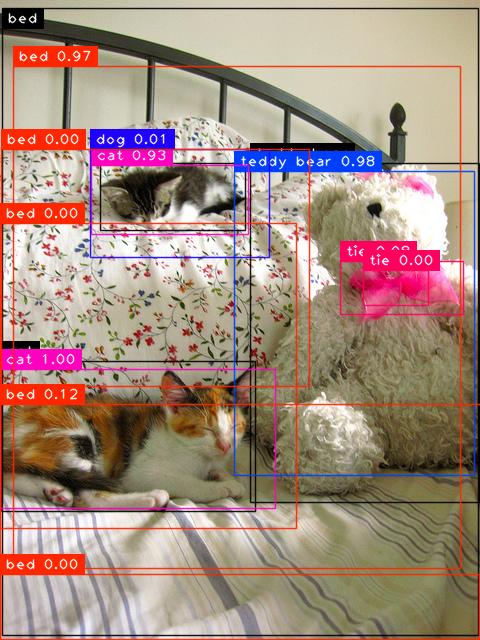 bed
bed 0.97
bed 0.00
dog 0.01
cat 0.93
teddy bear 0.98
bed 0.00
tie 0.00
cat 1.00
bed 0.12
bed 0.00